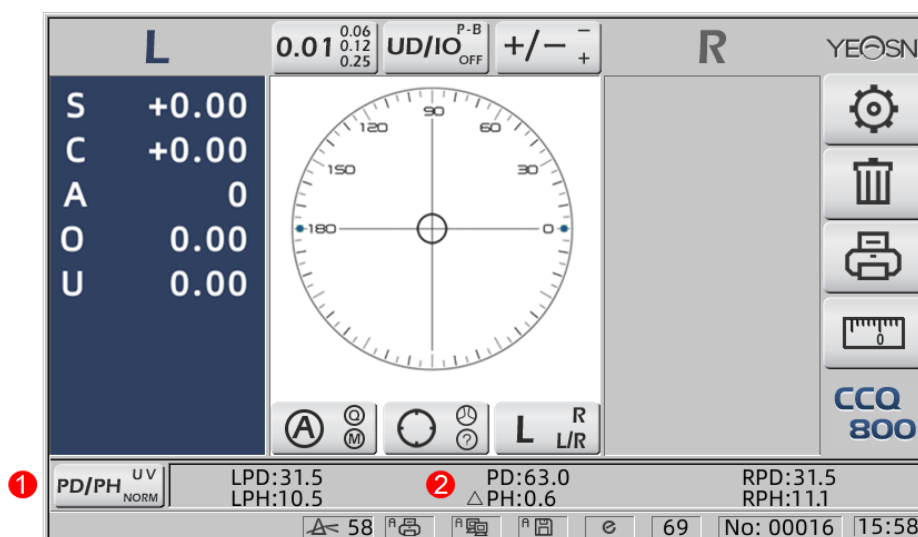 L
0.01 0.06 0.12 0.25
UD/IO P-B OFF
+/− − +
R
YEOSN
S +0.00
C +0.00
A 0
O 0.00
U 0.00
120 90 60
150 30
180 0
0
A Q M
?
L R L/R
CCQ 800
1
PD/PH UV NORM
LPD:31.5
2
PD:63.0
RPD:31.5
LPH:10.5
△PH:0.6
RPH:11.1
58 A A A e 69 No: 00016 15:58